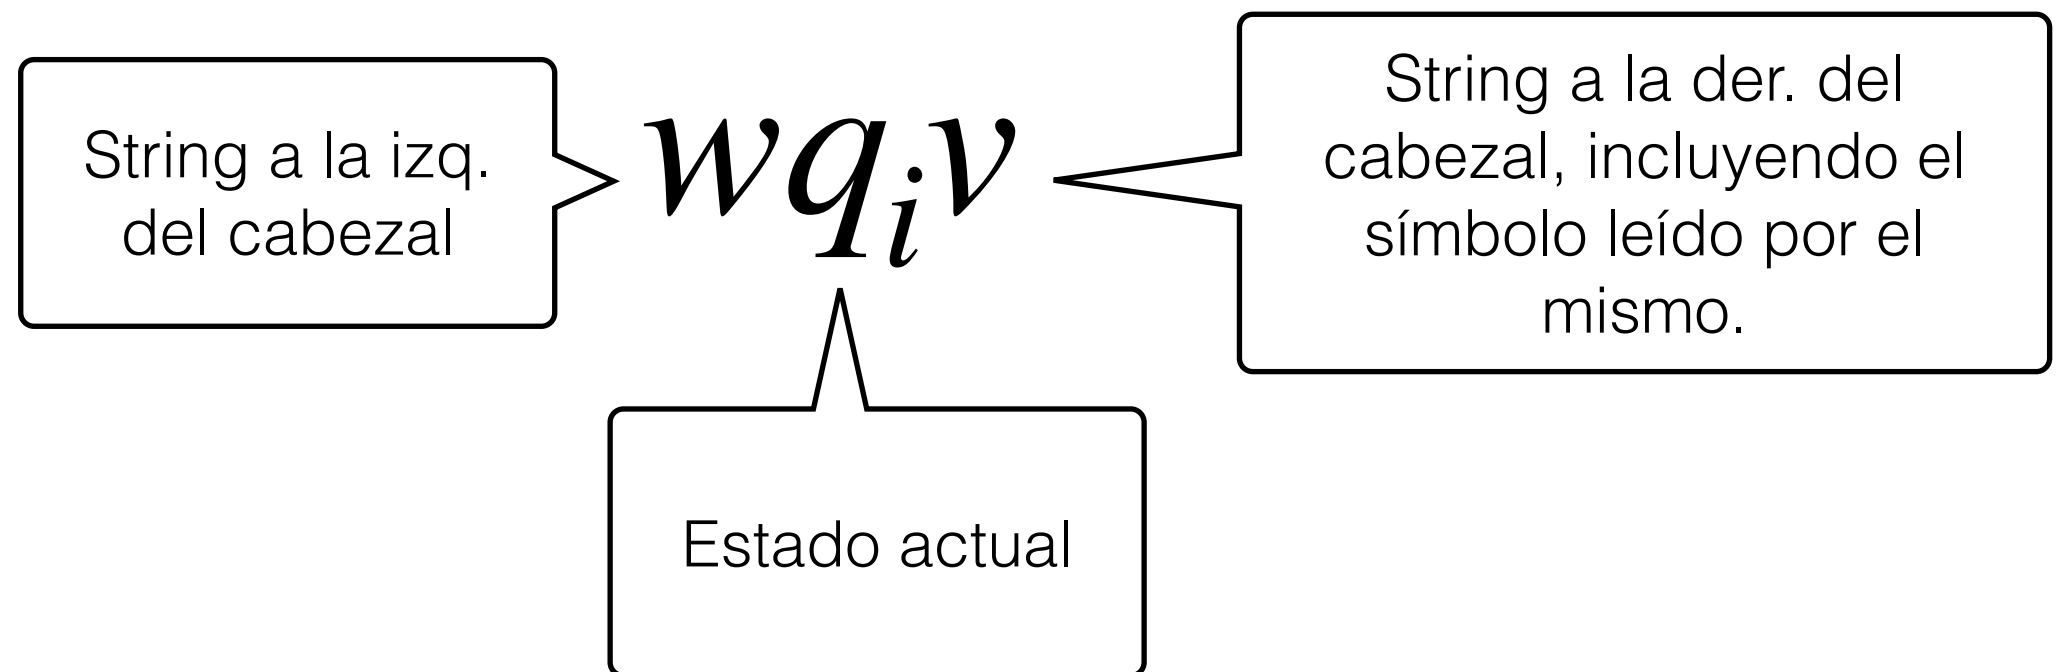 String a la izq.
del cabezal
wqᵢv
String a la der. del
cabezal, incluyendo el
símbolo leído por el
mismo.
Estado actual